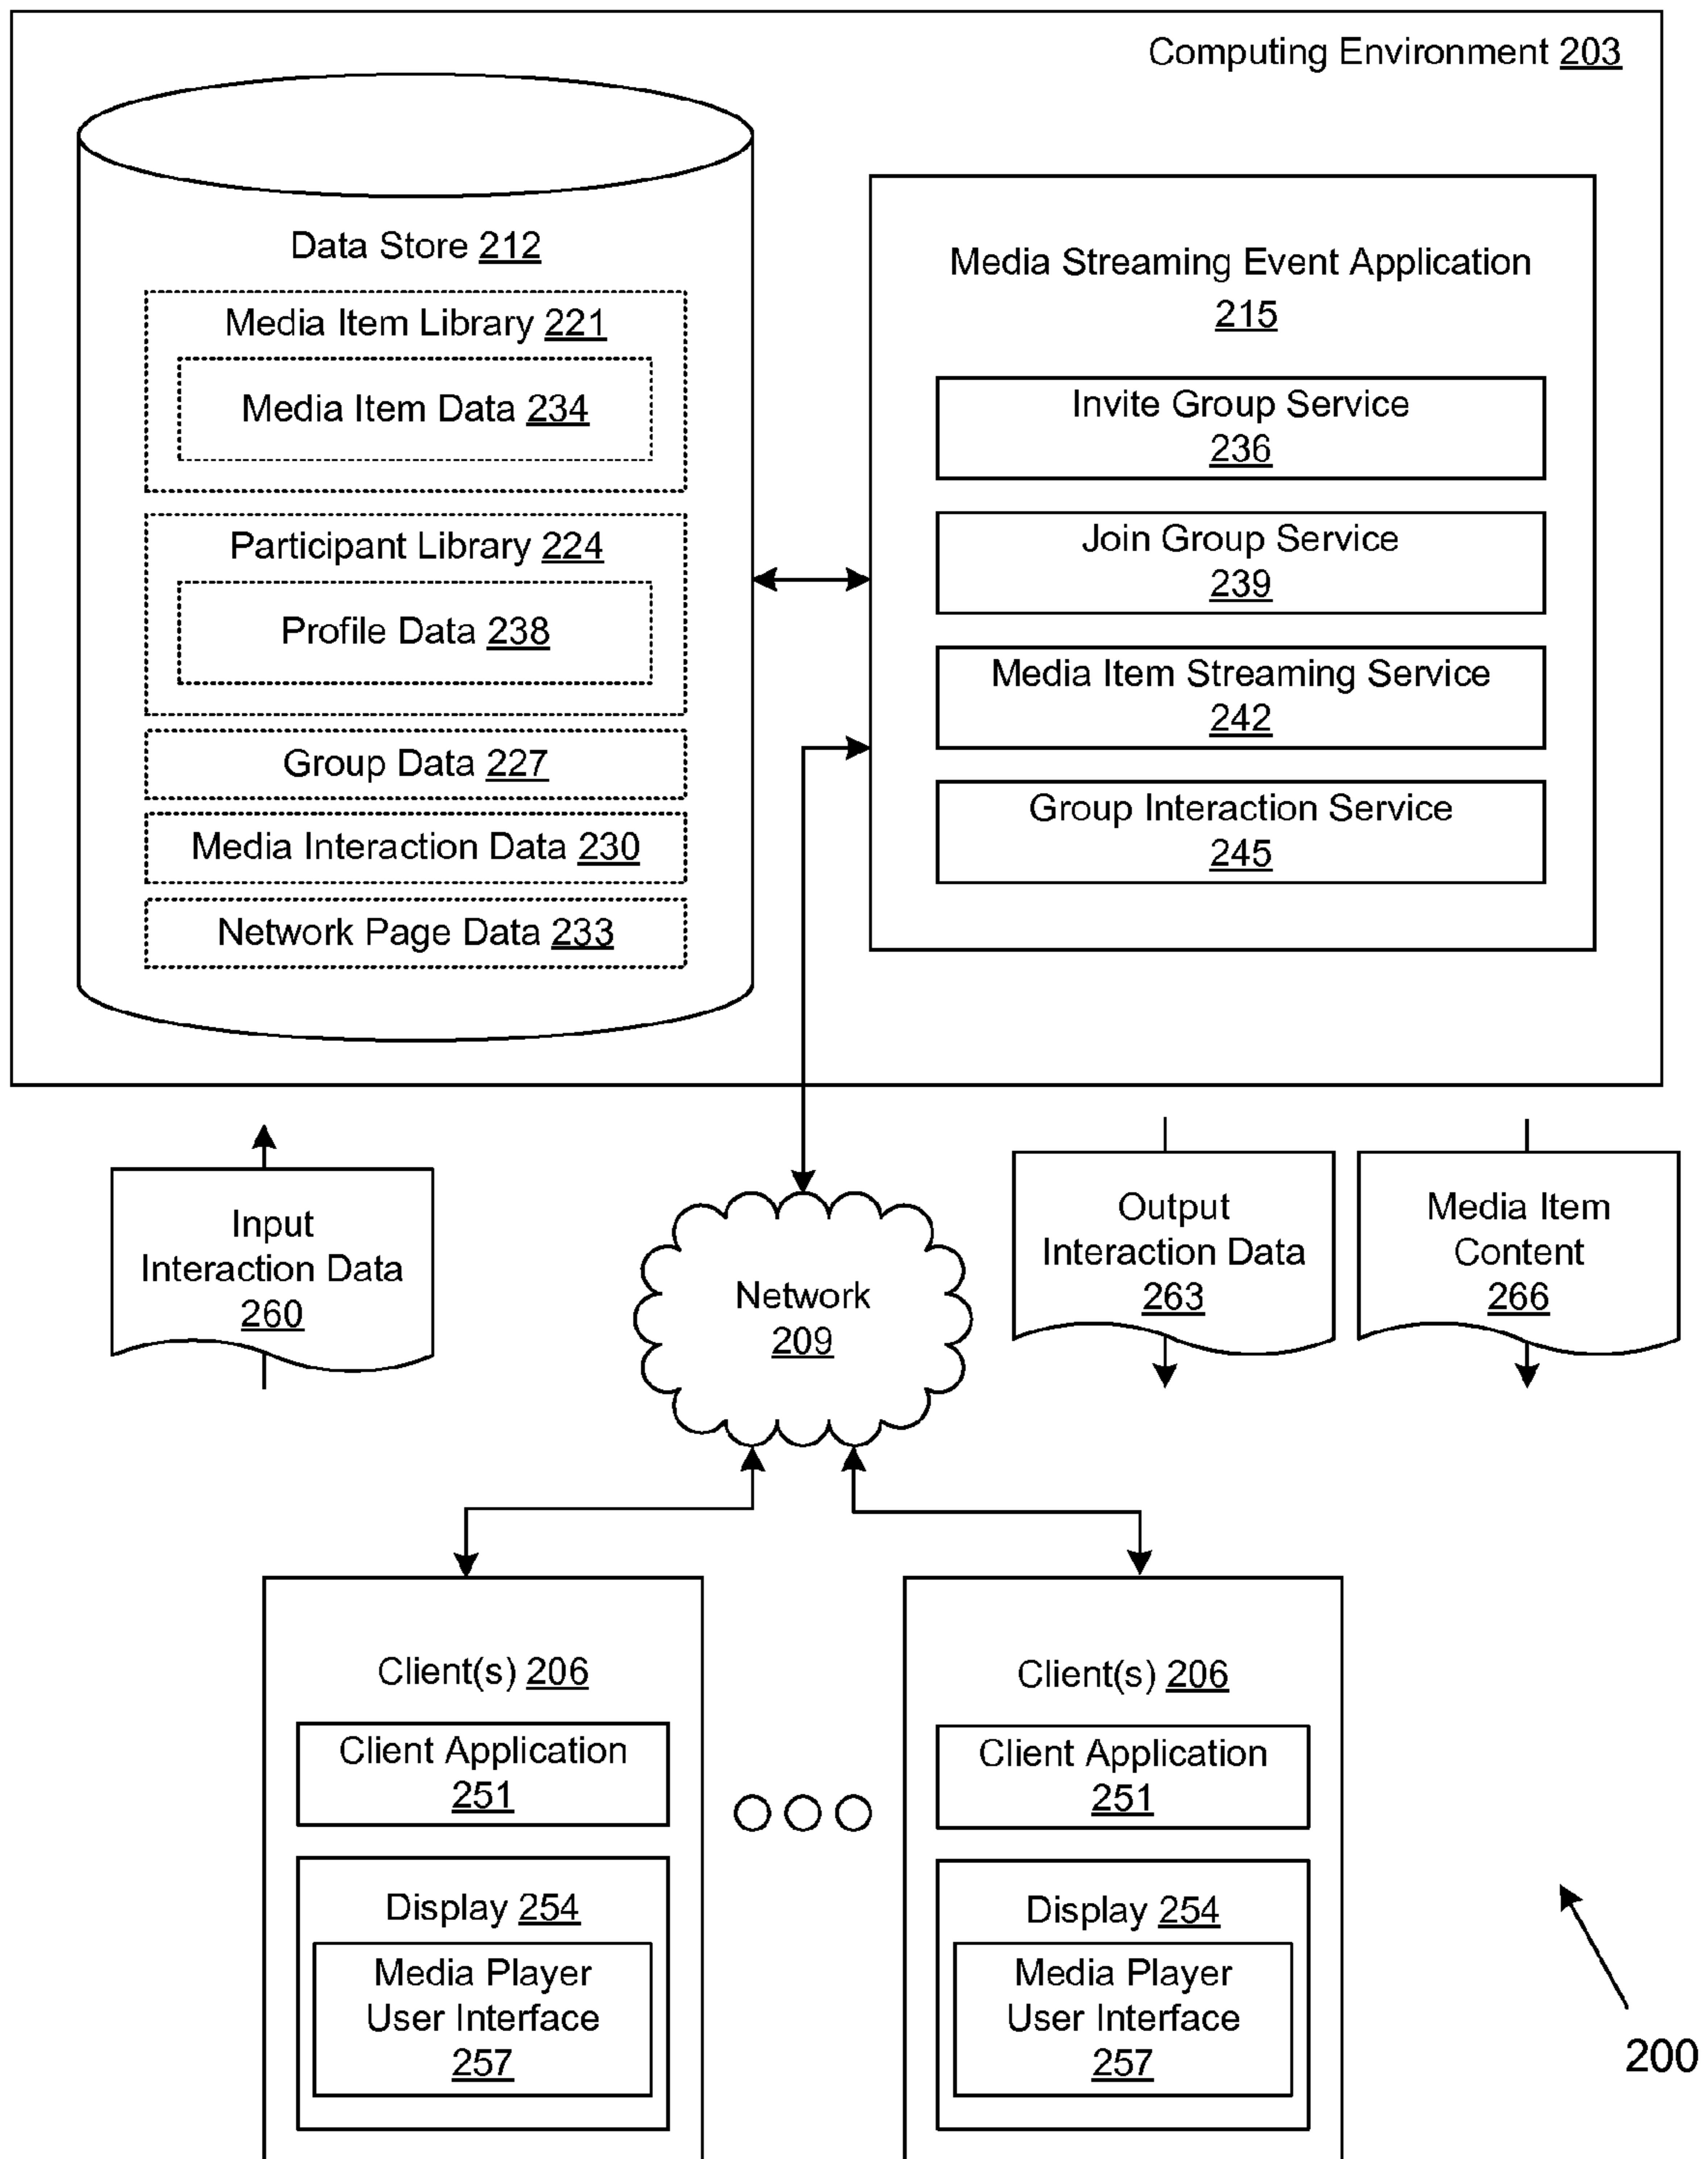 Computing Environment 203
Data Store 212
Media Item Library 221
Media Item Data 234
Participant Library 224
Profile Data 238
Group Data 227
Media Interaction Data 230
Network Page Data 233
Media Streaming Event Application
215
Invite Group Service
236
Join Group Service
239
Media Item Streaming Service
242
Group Interaction Service
245
Input
Interaction Data
260
Network
209
Output
Interaction Data
263
Media Item
Content
266
Client(s) 206
Client Application
251
Display 254
Media Player
User Interface
257
Client(s) 206
Client Application
251
Display 254
Media Player
User Interface
257
200